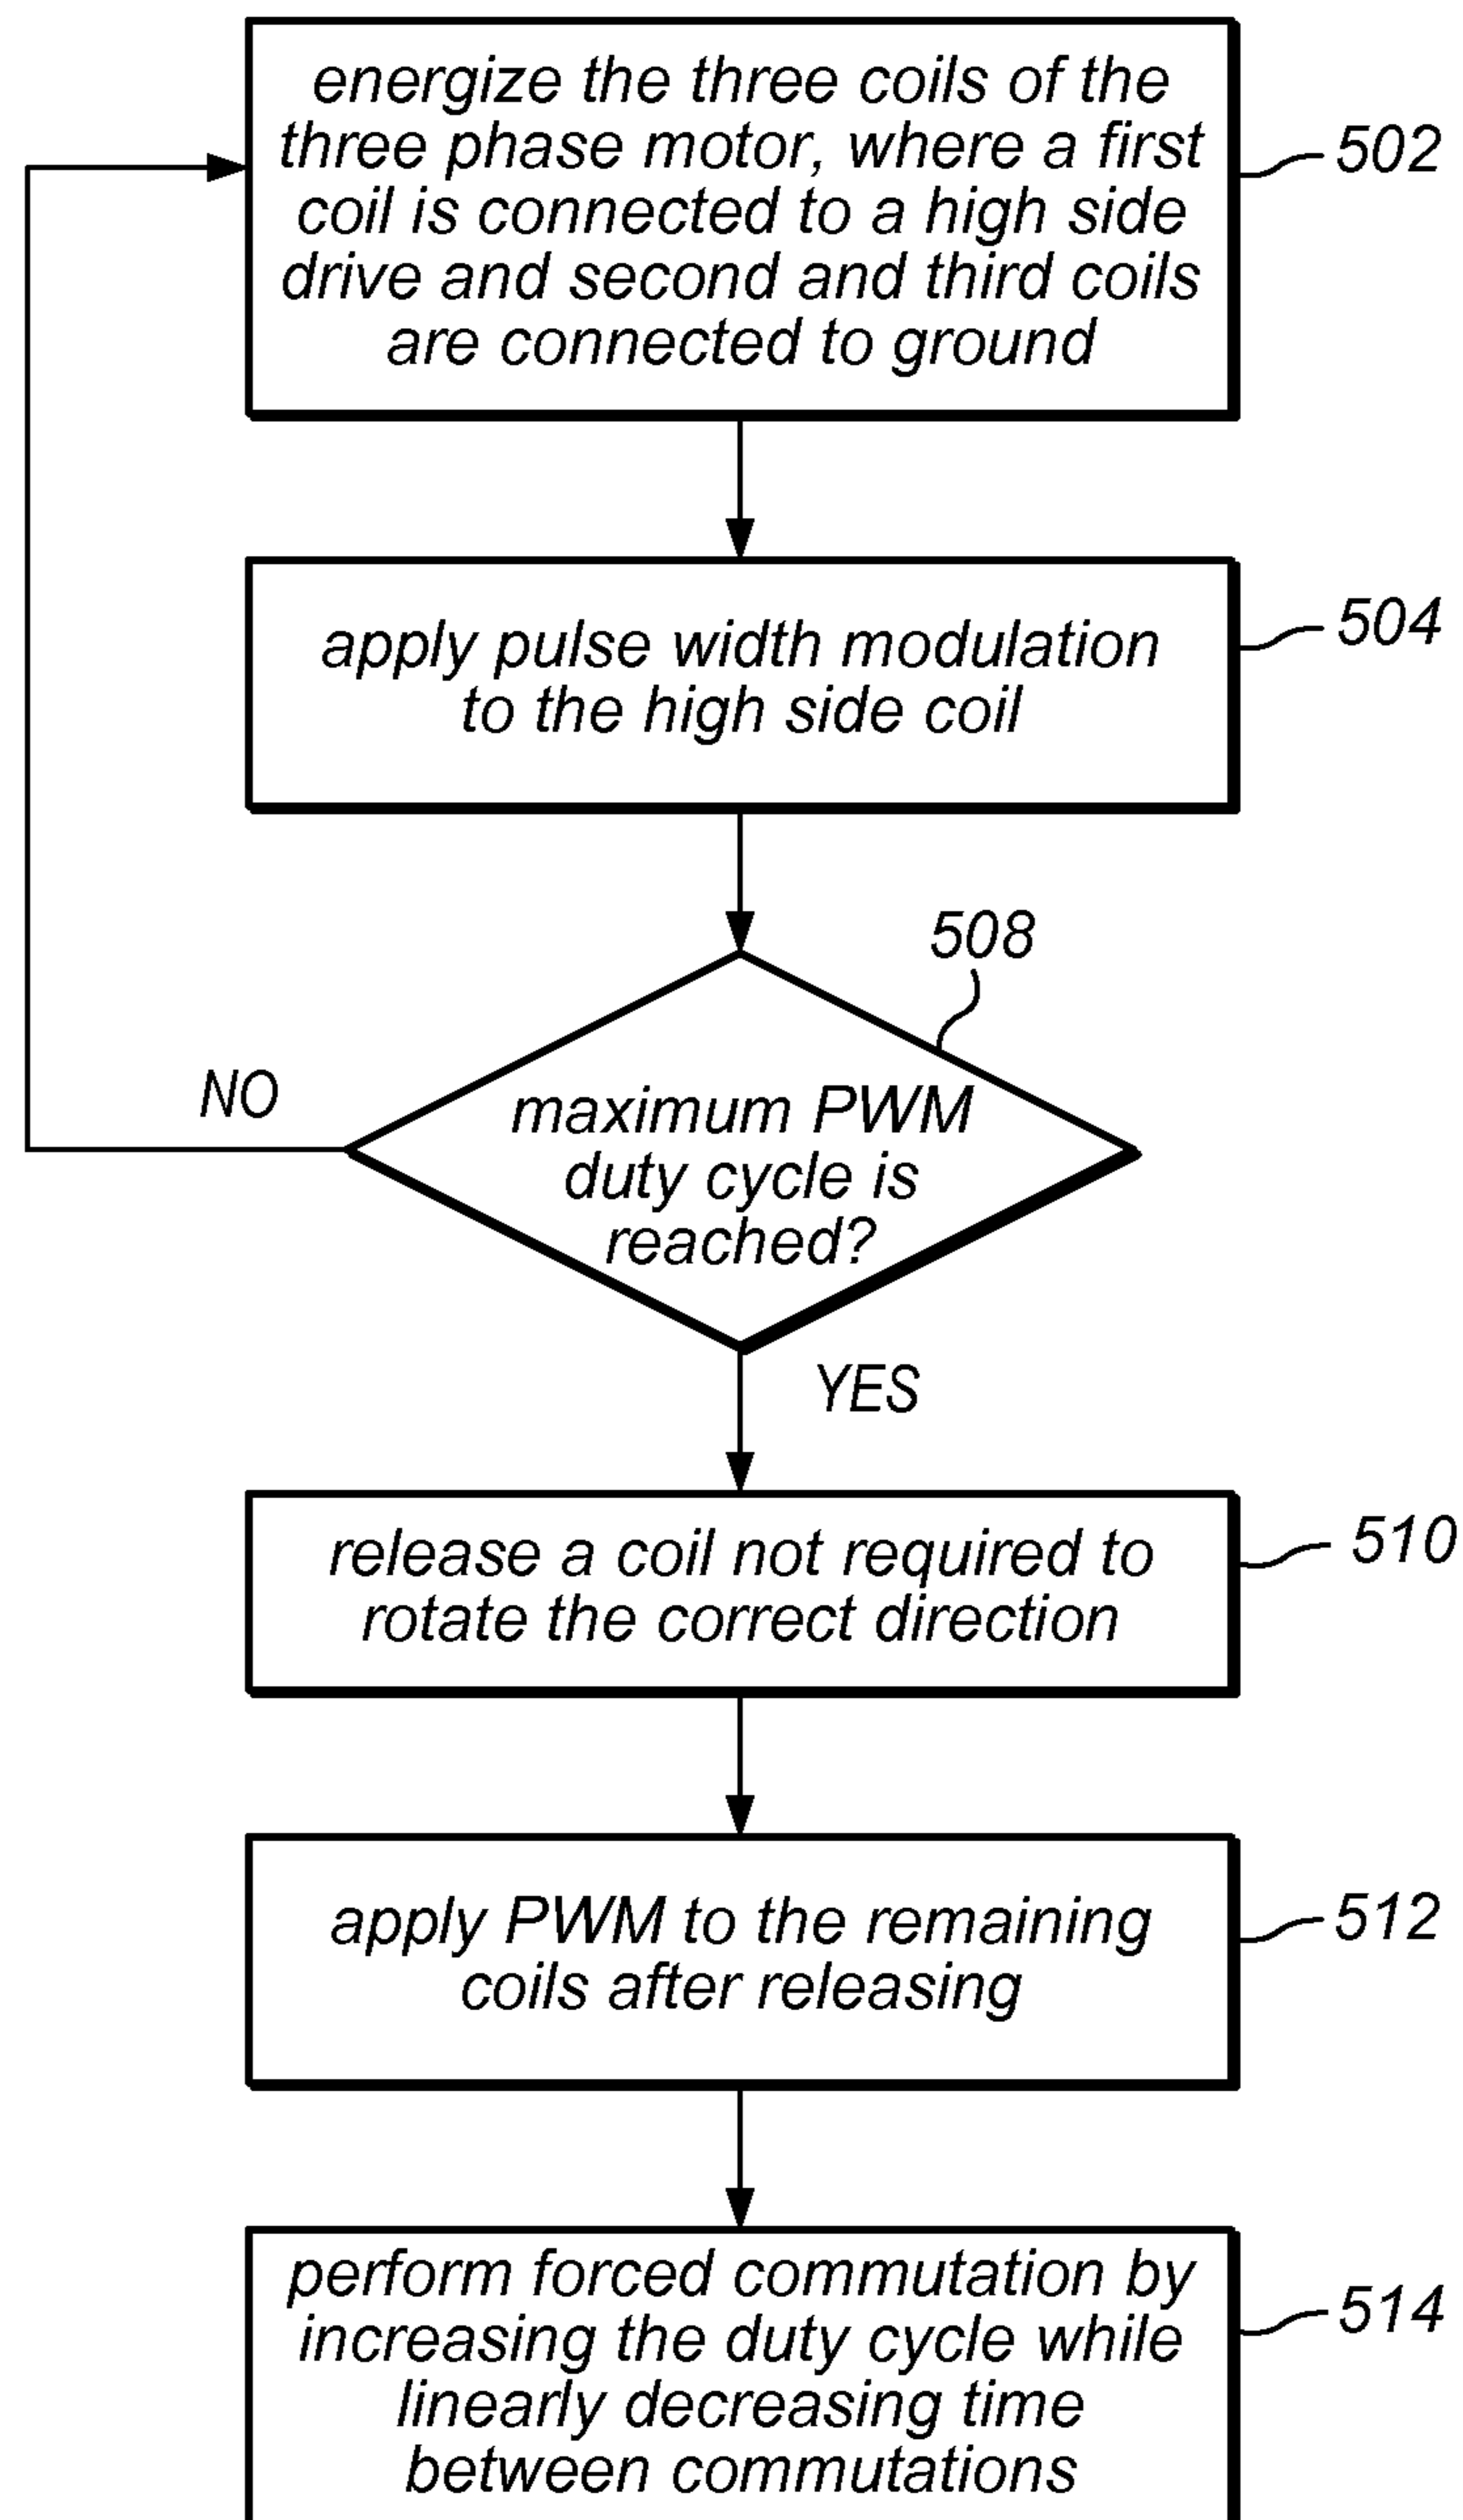 energize the three coils of the
three phase motor, where a first
coil is connected to a high side
drive and second and third coils
are connected to ground
502
apply pulse width modulation
to the high side coil
504
508
maximum PWM
duty cycle is
reached?
NO
YES
release a coil not required to
rotate the correct direction
510
apply PWM to the remaining
coils after releasing
512
perform forced commutation by
increasing the duty cycle while
linearly decreasing time
between commutations
514